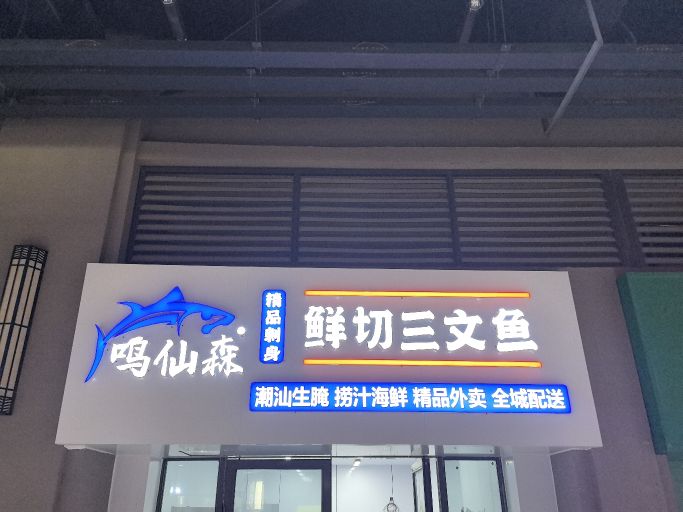 鸣仙森
精品刺身
鲜切三文鱼
潮汕生腌 捞汁海鲜 精品外卖 全城配送